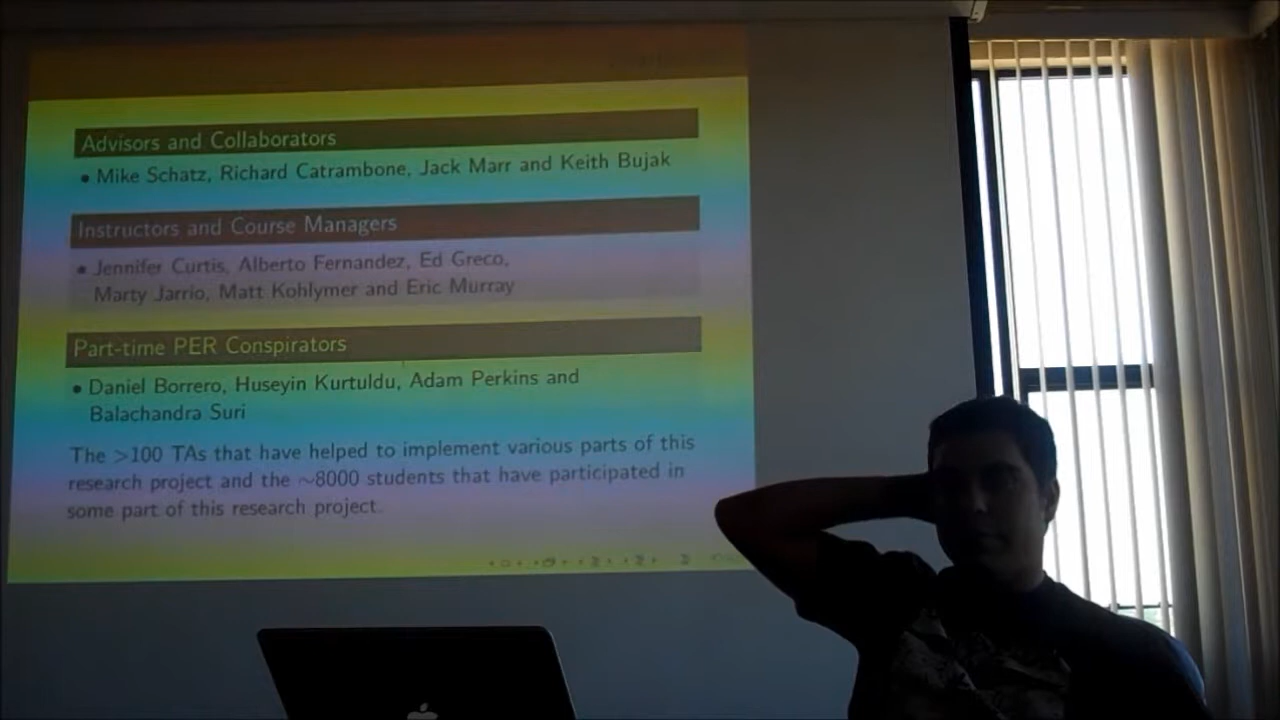 Advisors and Collaborators
• Mike Schatz, Richard Catrambone, Jack Marr and Keith Bujak
Instructors and Course Managers
• Jennifer Curtis, Alberto Fernandez, Ed Greco,
Marty Jarrio, Matt Kohlymer and Eric Murray
Part-time PER Conspirators
• Daniel Borrero, Huseyin Kurtuldu, Adam Perkins and
Balachandra Suri
The >100 TAs that have helped to implement various parts of this
research project and the ~8000 students that have participated in
some part of this research project.